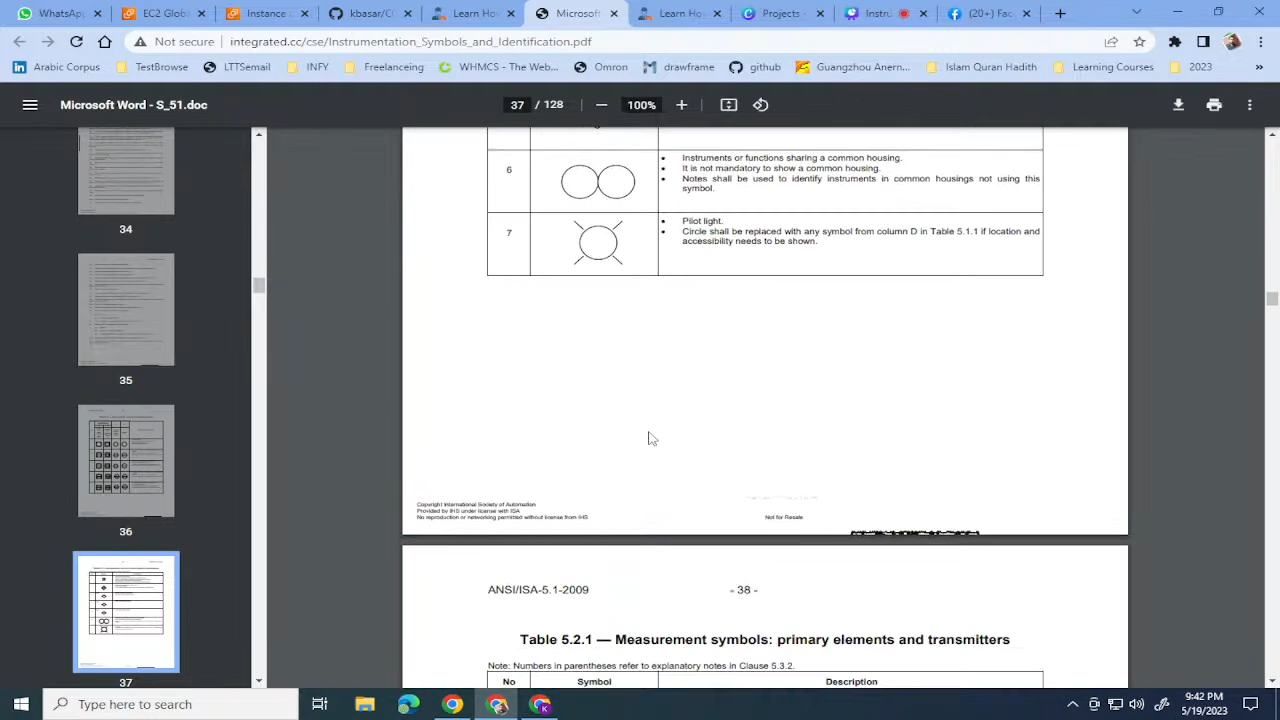 WhatsA
EC2 Globa
Instance
kbase/Cl
Learn How
Microsof
Learn How
Projects -
Instru
(20+) Fac
Not secure
integrated.cc/cse/Instrumentation_Symbols_and_Identification.pdf
Arabic Corpus
TestBrowse
LTTSemail
INFY
Freelanceing
WHMCS - The Web...
Omron
drawframe
github
Guangzhou Anern...
Islam Quran Hadith
Learning Courses
2023
»
Microsoft Word - S_51.doc
37 / 128
100%
34
35
36
37
6
Instruments or functions sharing a common housing.
It is not mandatory to show a common housing.
Notes shall be used to identify instruments in common housings not using this
symbol.
7
Pilot light.
Circle shall be replaced with any symbol from column D in Table 5.1.1 if location and
accessibility needs to be shown.
Copyright International Society of Automation
Provided by IHS under license with ISA
No reproduction or networking permitted without license from IHS
Not for Resale
ANSI/ISA-5.1-2009
- 38 -
Table 5.2.1 — Measurement symbols: primary elements and transmitters
Note: Numbers in parentheses refer to explanatory notes in Clause 5.3.2.
No
Symbol
Description
Type here to search
9:42 PM
5/19/2023